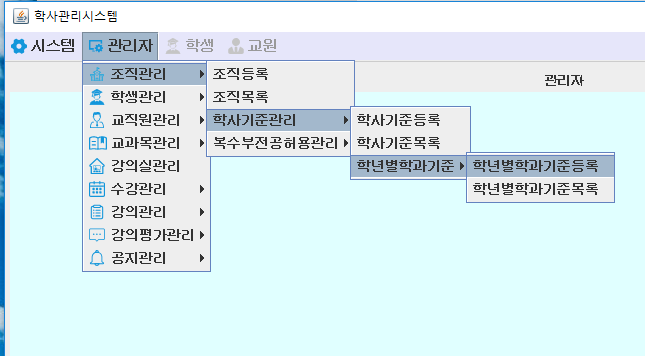 학사관리시스템
시스템 관리자 학생 교원
관리자
조직관리
학생관리
교직원관리
교과목관리
강의실관리
수강관리
강의관리
강의평가관리
공지관리
조직등록
조직목록
학사기준관리
복수부전공허용관리
학사기준등록
학사기준목록
학년별학과기준
학년별학과기준등록
학년별학과기준목록